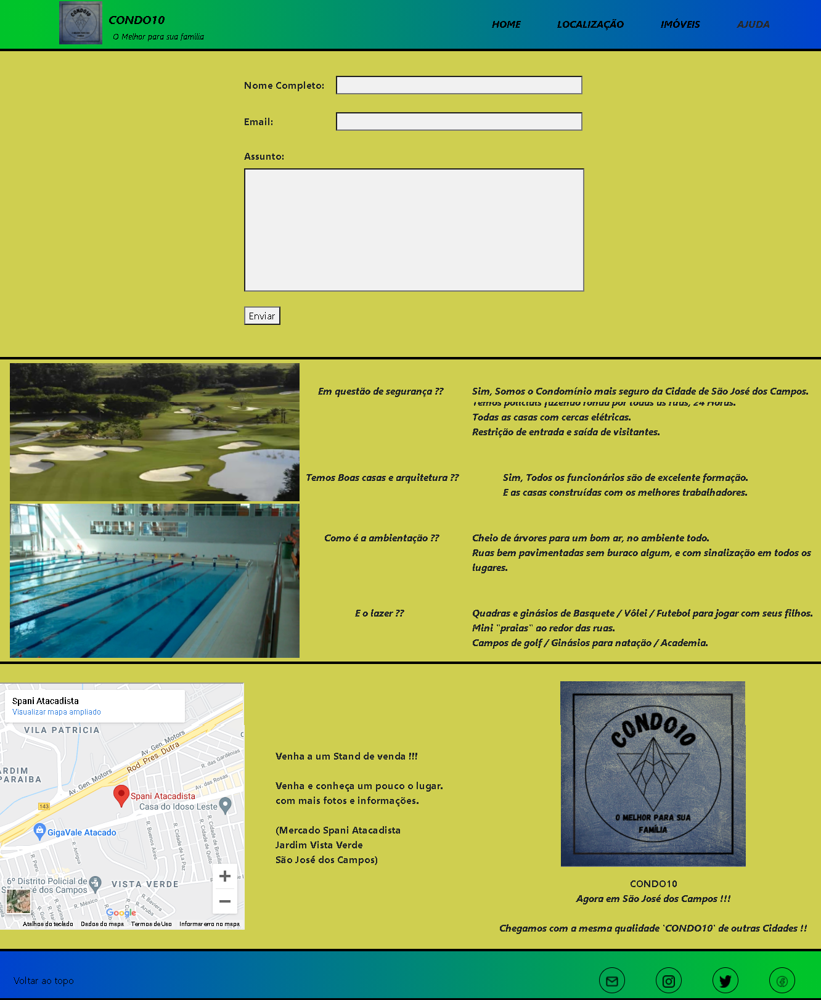 CONDO10
O MELHOR PARA SUA
FAMÍLIA
CONDO10
O Melhor para sua família
HOME
LOCALIZAÇÃO
IMÓVEIS
AJUDA
Nome Completo:
Email:
Assunto:
Enviar
Em questão de segurança ??
Sim, Somos o Condomínio mais seguro da Cidade de São José dos Campos.
Temos policiais fazendo ronda por todas as ruas, 24 Horas.
Todas as casas com cercas elétricas.
Restrição de entrada e saída de visitantes.
Temos Boas casas e arquitetura ??
Sim, Todos os funcionários são de excelente formação.
E as casas construídas com os melhores trabalhadores.
Como é a ambientação ??
Cheio de árvores para um bom ar, no ambiente todo.
Ruas bem pavimentadas sem buraco algum, e com sinalização em todos os
lugares.
E o lazer ??
Quadras e ginásios de Basquete / Vôlei / Futebol para jogar com seus filhos.
Mini "praias" ao redor das ruas.
Campos de golf / Ginásios para natação / Academia.
Spani Atacadista
Visualizar mapa ampliado
VILA PATRICIA
Av. Gen. Motors
Rod. Pres. Dutra
R. das Gardênias
ARDIM
PARAIBA
Av. Gen. Motors
Av. das Rosas
Spani Atacadista
Casa do Idoso Leste
143
GigaVale Atacado
R. Buenos Aires
R. Cidade de La Paz
R. Cidade de Quito
R. Cidade de Brasília
R. Antigua
R. Peru
6º Distrito Policial de
São José dos Campos
VISTA VERDE
R. México
R. Baviera
R. Aruba
R. Surina
Google
Atalhos do teclado
Dados do mapa
Termos de Uso
Informar erro no mapa
Venha a um Stand de venda !!!
Venha e conheça um pouco o lugar.
com mais fotos e informações.
(Mercado Spani Atacadista
Jardim Vista Verde
São José dos Campos)
CONDO10
O MELHOR PARA SUA
FAMÍLIA
CONDO10
Agora em São José dos Campos !!!
Chegamos com a mesma qualidade 'CONDO10' de outras Cidades !!
Voltar ao topo